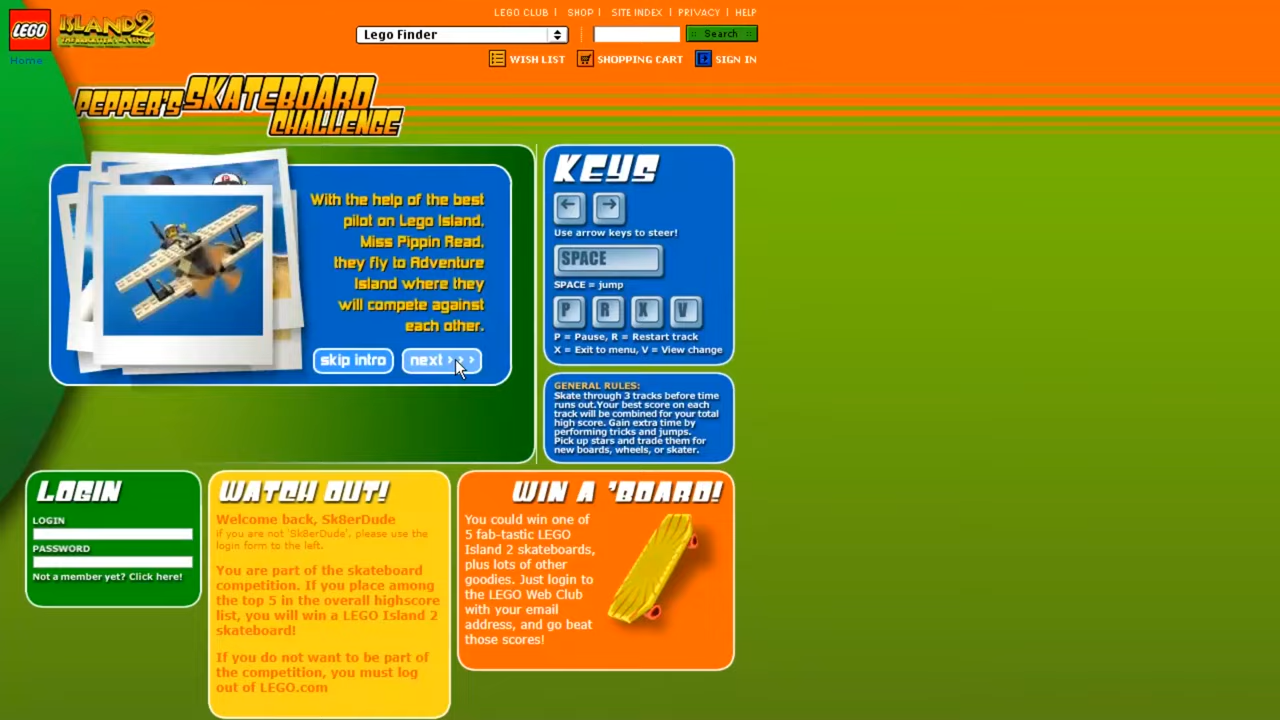 LEGO CLUB | SHOP | SITE INDEX | PRIVACY | HELP
LEGO
ISLAND 2
Lego Finder
:: Search ::
Home
WISH LIST SHOPPING CART SIGN IN
PEPPER'S SKATEBOARD
CHALLENGE
With the help of the best
pilot on Lego Island,
Miss Pippin Read,
they fly to Adventure
Island where they
will compete against
each other.
skip intro next > > >
KEYS
← →
Use arrow keys to steer!
SPACE
SPACE = jump
P R X V
P = Pause, R = Restart track
X = Exit to menu, V = View change
GENERAL RULES:
Skate through 3 tracks before time
runs out.Your best score on each
track will be combined for your total
high score. Gain extra time by
performing tricks and jumps.
Pick up stars and trade them for
new boards, wheels, or skater.
LOGIN
LOGIN
PASSWORD
Not a member yet? Click here!
WATCH OUT!
Welcome back, Sk8erDude
if you are not 'Sk8erDude', please use the
login form to the left.
You are part of the skateboard
competition. If you place among
the top 5 in the overall highscore
list, you will win a LEGO Island 2
skateboard!
If you do not want to be part of
the competition, you must log
out of LEGO.com
WIN A 'BOARD!
You could win one of
5 fab-tastic LEGO
Island 2 skateboards,
plus lots of other
goodies. Just login to
the LEGO Web Club
with your email
address, and go beat
those scores!